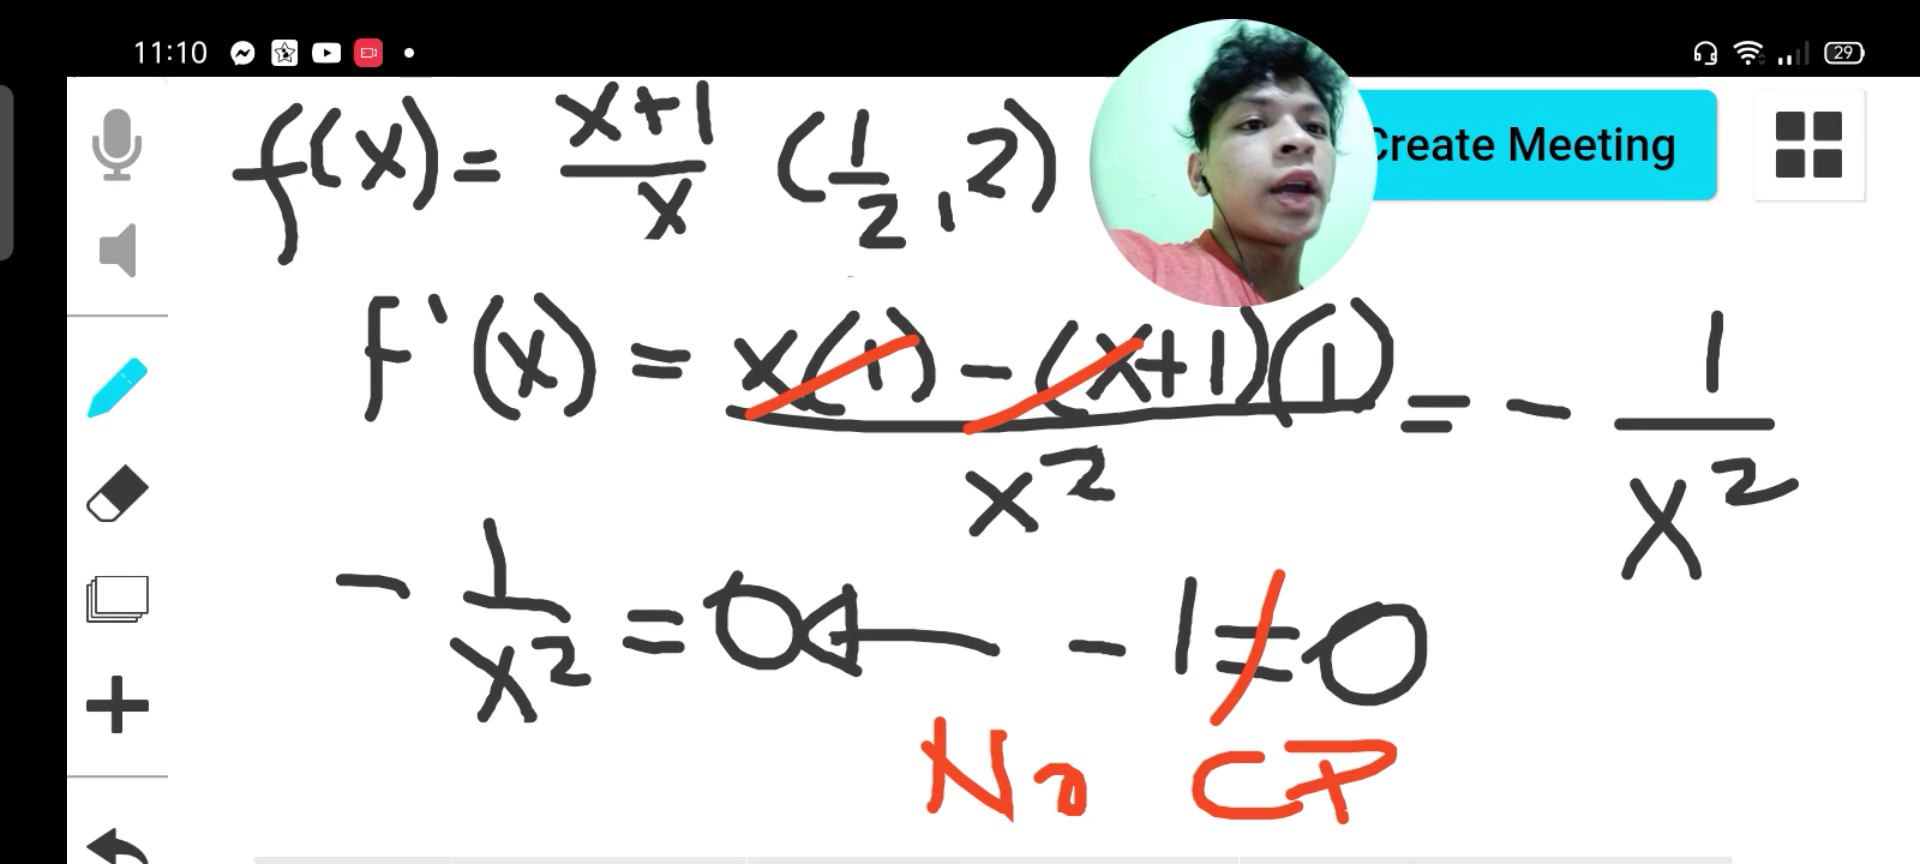 11:10
29
f(x) = x+1/x (1/2, 2)
Create Meeting
F'(x) = x(1) - (x+1)(1)/x² = - 1/x²
- 1/x² = 0 ← - 1 ≠ 0
No CP